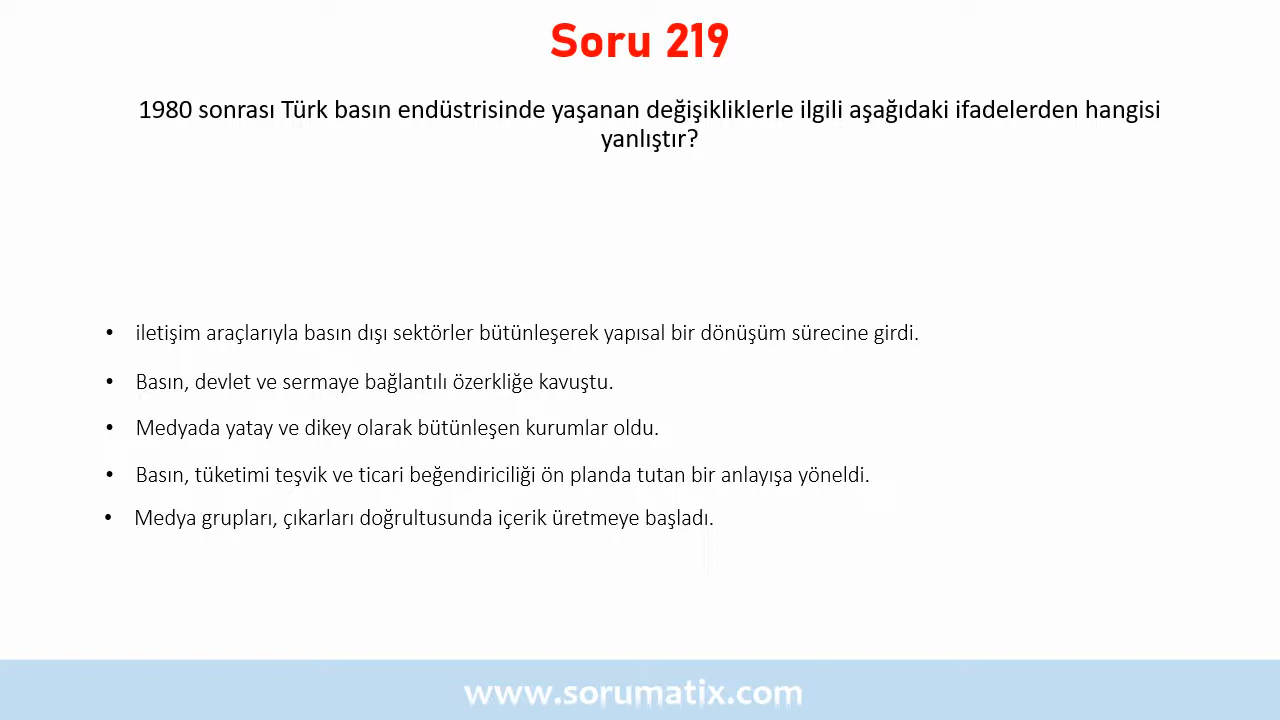 Soru 219
1980 sonrası Türk basın endüstrisinde yaşanan değişikliklerle ilgili aşağıdaki ifadelerden hangisi
yanlıştır?
• iletişim araçlarıyla basın dışı sektörler bütünleşerek yapısal bir dönüşüm sürecine girdi.
• Basın, devlet ve sermaye bağlantılı özerkliğe kavuştu.
• Medyada yatay ve dikey olarak bütünleşen kurumlar oldu.
• Basın, tüketimi teşvik ve ticari beğendiriciliği ön planda tutan bir anlayışa yöneldi.
• Medya grupları, çıkarları doğrultusunda içerik üretmeye başladı.
www.sorumatix.com